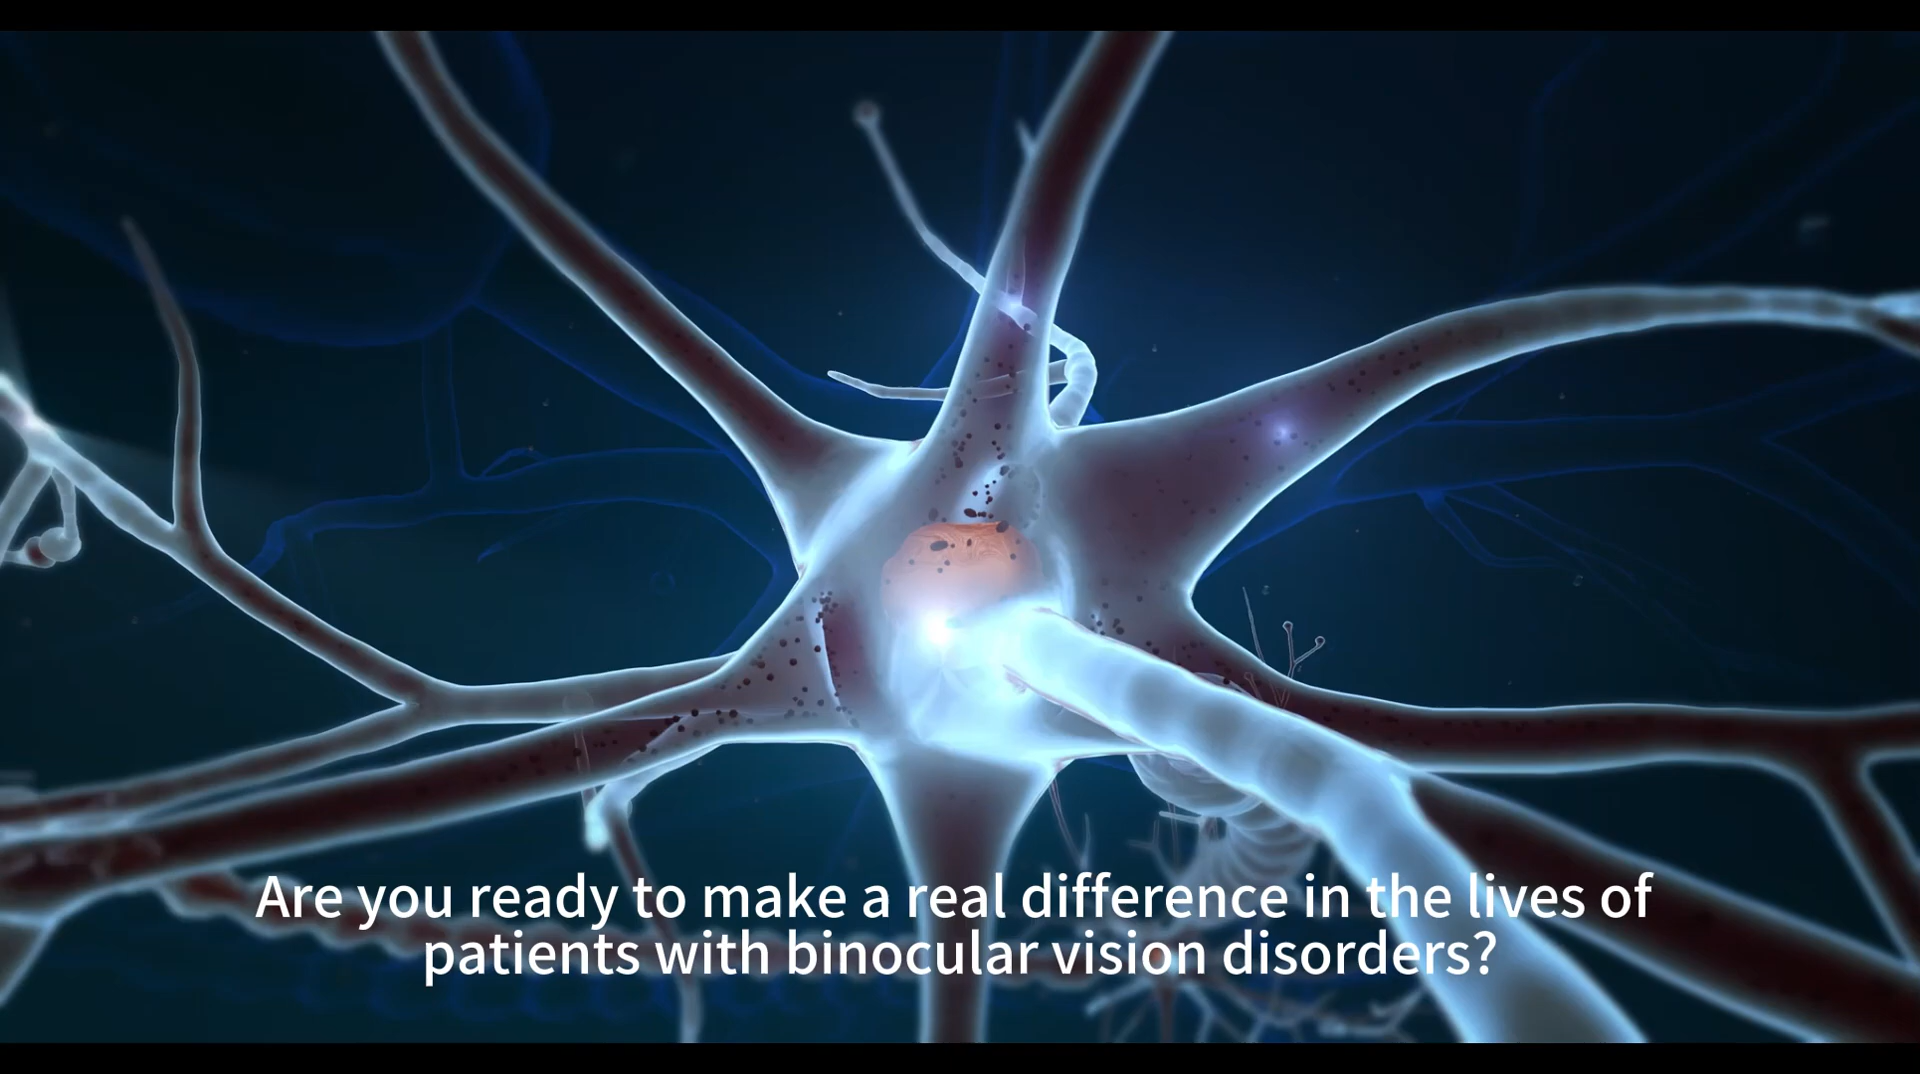 Are you ready to make a real difference in the lives of
patients with binocular vision disorders?